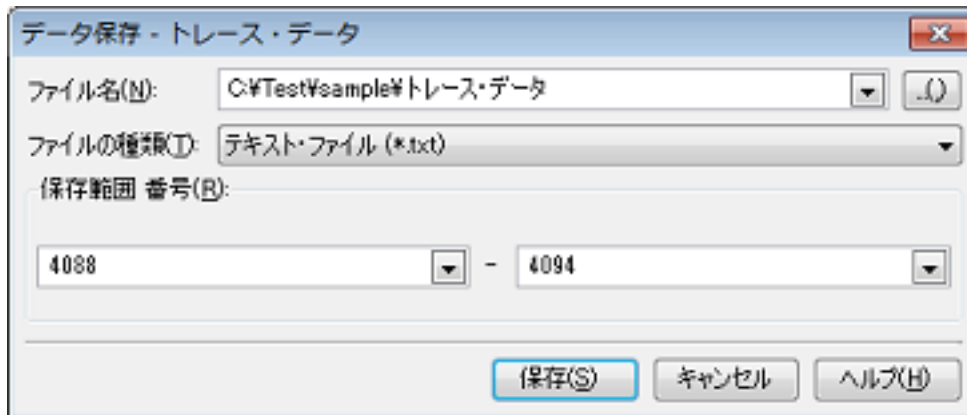 データ保存 - トレース・データ
ファイル名(N): C:¥Test¥sample¥トレース・データ ...()
ファイルの種類(T): テキスト・ファイル (*.txt)
保存範囲 番号(R):
4088 - 4094
保存(S) キャンセル ヘルプ(H)